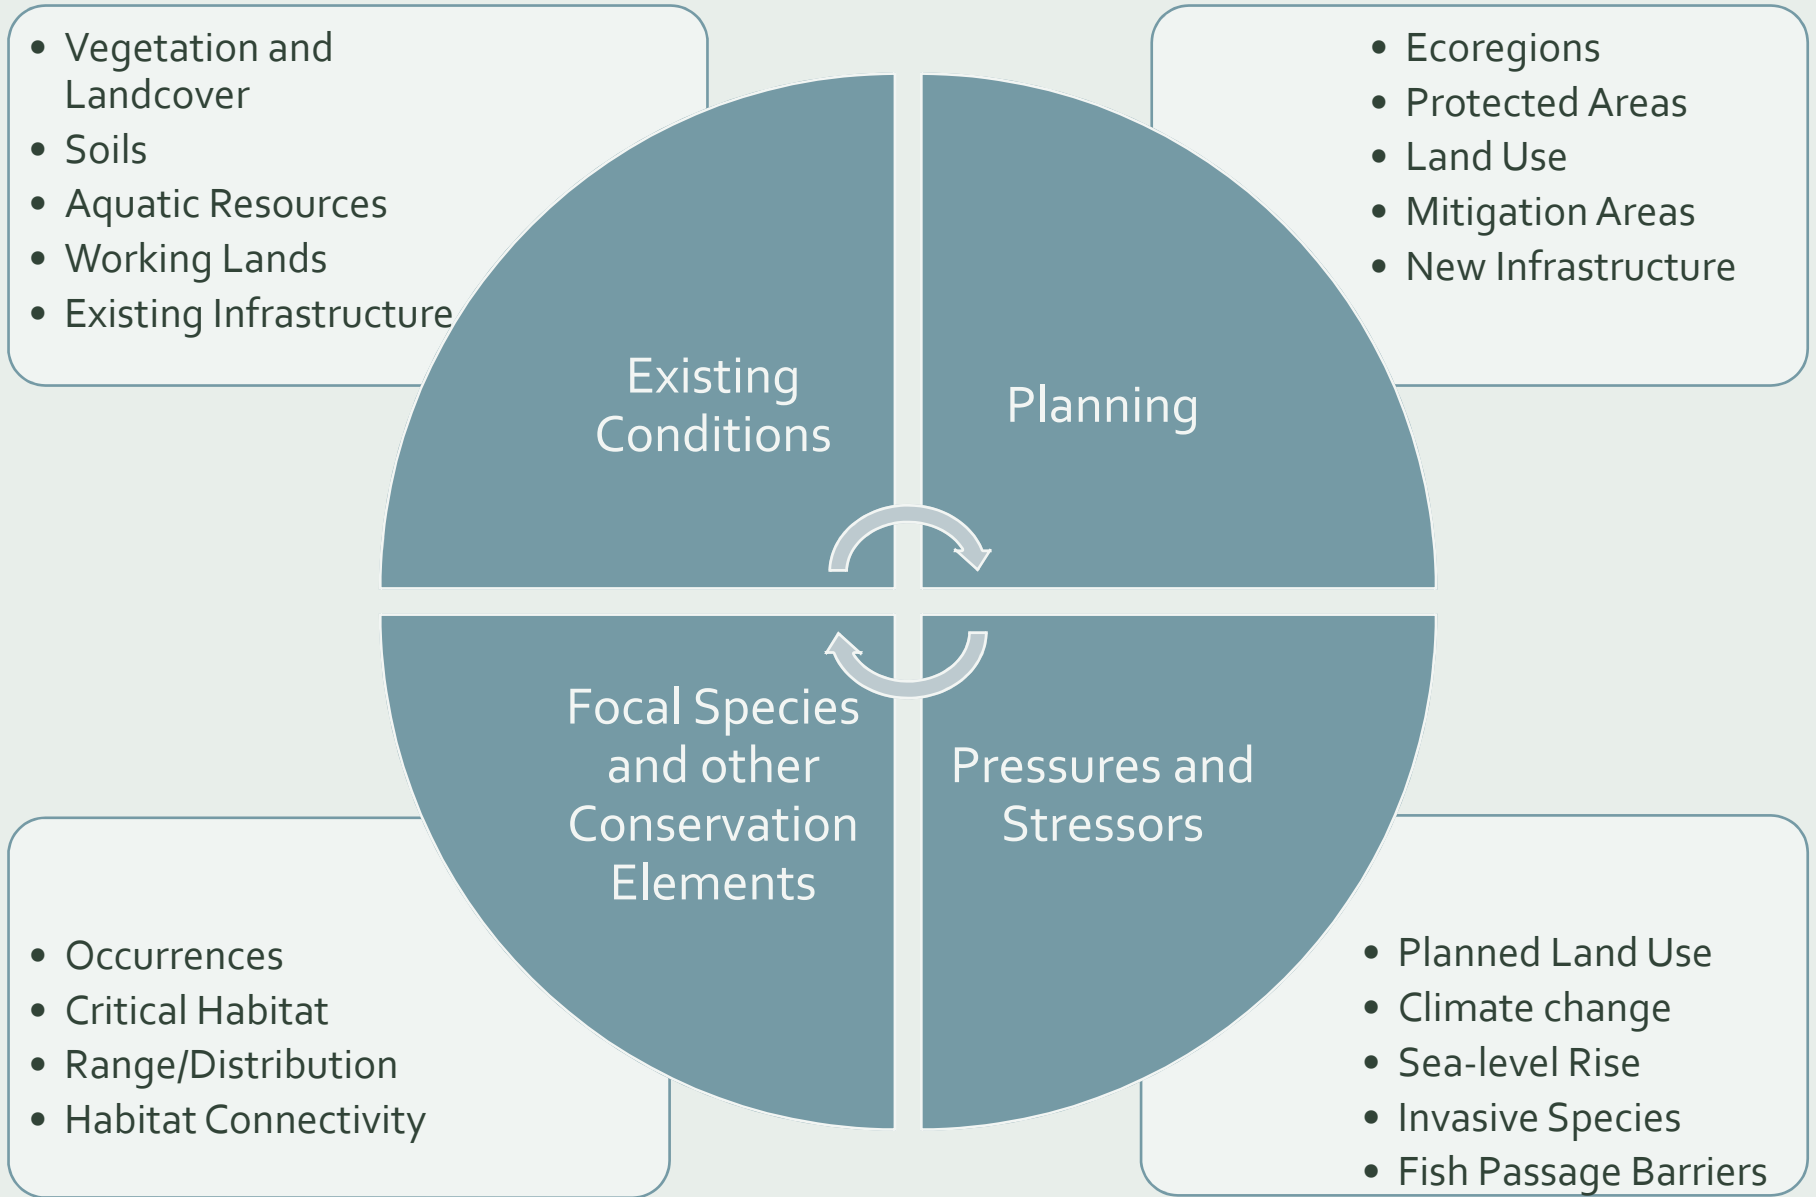 • Vegetation and
Landcover
• Soils
• Aquatic Resources
• Working Lands
• Existing Infrastructure
• Ecoregions
• Protected Areas
• Land Use
• Mitigation Areas
• New Infrastructure
Existing
Conditions
Planning
Focal Species
and other
Conservation
Elements
Pressures and
Stressors
• Occurrences
• Critical Habitat
• Range/Distribution
• Habitat Connectivity
• Planned Land Use
• Climate change
• Sea-level Rise
• Invasive Species
• Fish Passage Barriers